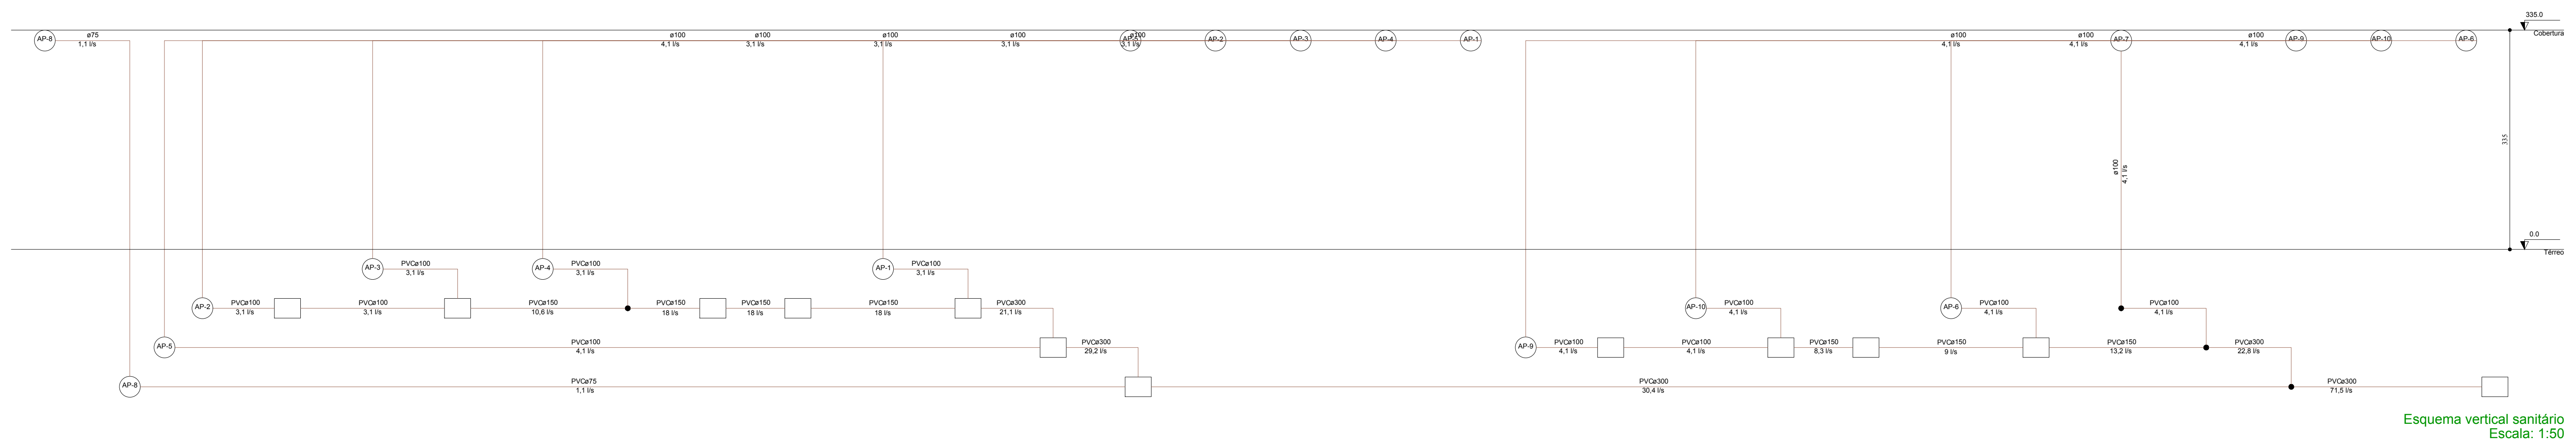 335.0
Cobertura
AP-8
ø75
1,1 l/s
ø100
4,1 l/s
ø100
3,1 l/s
ø100
3,1 l/s
ø100
3,1 l/s
ø100
3,1 l/s
AP-2
AP-3
AP-4
AP-1
ø100
4,1 l/s
ø100
4,1 l/s
AP-7
ø100
4,1 l/s
AP-9
AP-10
AP-6
335
ø100
4,1 l/s
0.0
Térreo
AP-3
PVCø100
3,1 l/s
AP-4
PVCø100
3,1 l/s
AP-1
PVCø100
3,1 l/s
AP-2
PVCø100
3,1 l/s
PVCø100
3,1 l/s
PVCø150
10,6 l/s
PVCø150
18 l/s
PVCø150
18 l/s
PVCø150
18 l/s
PVCø300
21,1 l/s
AP-10
PVCø100
4,1 l/s
AP-6
PVCø100
4,1 l/s
PVCø100
4,1 l/s
AP-5
PVCø100
4,1 l/s
PVCø300
29,2 l/s
AP-9
PVCø100
4,1 l/s
PVCø100
4,1 l/s
PVCø150
8,3 l/s
PVCø150
9 l/s
PVCø150
13,2 l/s
PVCø300
22,8 l/s
AP-8
PVCø75
1,1 l/s
PVCø300
30,4 l/s
PVCø300
71,5 l/s
Esquema vertical sanitário
Escala: 1:50